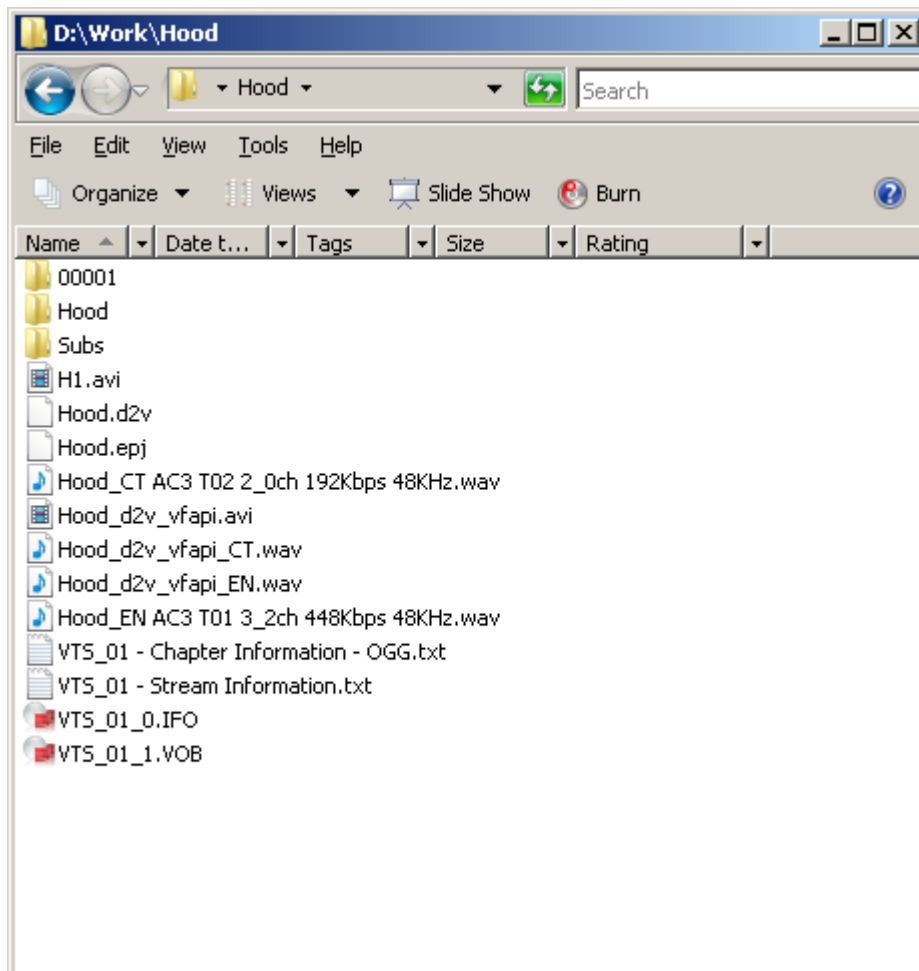 D:\Work\Hood
Hood
Search
File Edit View Tools Help
Organize Views Slide Show Burn
Name Date t... Tags Size Rating
00001
Hood
Subs
H1.avi
Hood.d2v
Hood.epj
Hood_CT AC3 T02 2_0ch 192Kbps 48KHz.wav
Hood_d2v_vfapi.avi
Hood_d2v_vfapi_CT.wav
Hood_d2v_vfapi_EN.wav
Hood_EN AC3 T01 3_2ch 448Kbps 48KHz.wav
VTS_01 - Chapter Information - OGG.txt
VTS_01 - Stream Information.txt
VTS_01_0.IFO
VTS_01_1.VOB